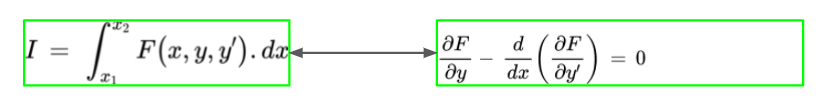 I = ∫_{x₁}^{x₂} F(x, y, y′). dx
∂F/∂y − d/dx (∂F/∂y′) = 0